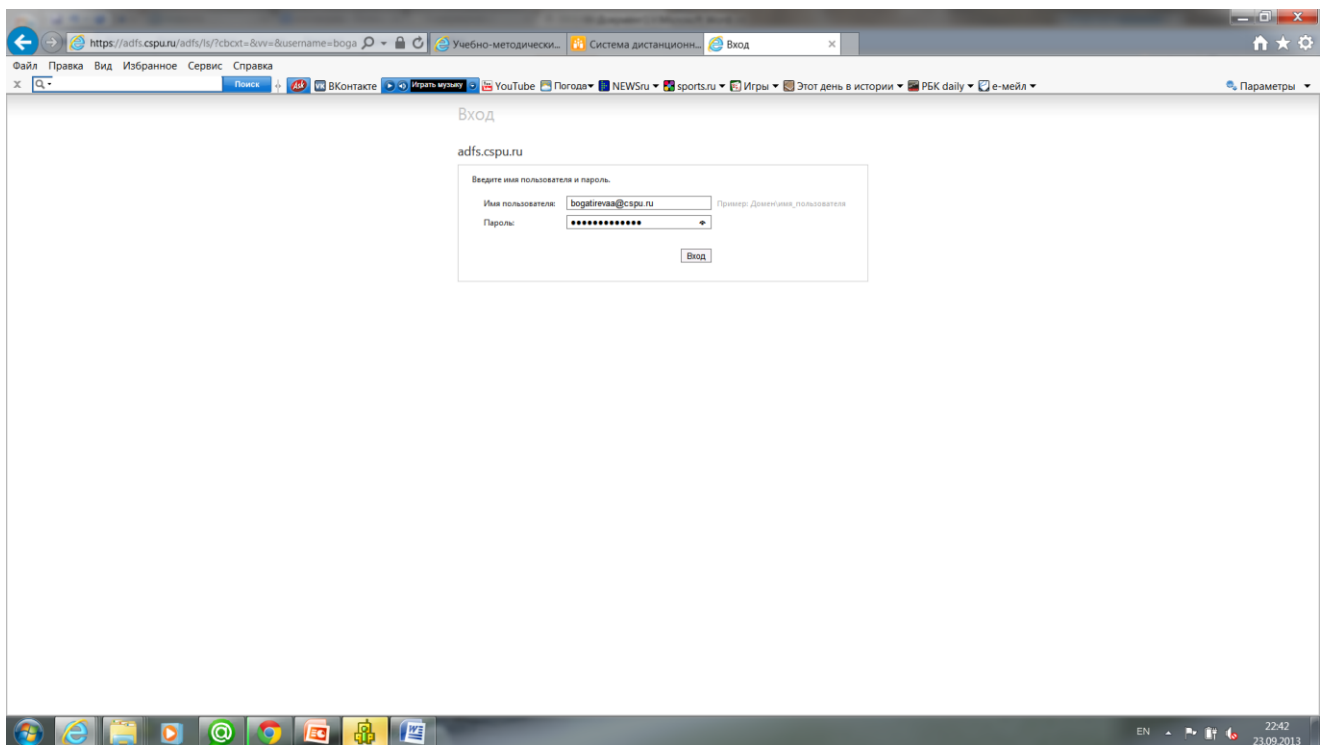 https://adfs.cspu.ru/adfs/ls/?cbcxt=&vv=&username=boga
Учебно-методически...
Система дистанционн...
Вход
Файл Правка Вид Избранное Сервис Справка
Поиск Ask ВКонтакте Играть музыку YouTube Погода NEWSru sports.ru Игры Этот день в истории РБК daily е-мейл Параметры
Вход
adfs.cspu.ru
Введите имя пользователя и пароль.
Имя пользователя: bogatirevaa@cspu.ru Пример: Домен\имя_пользователя
Пароль: •••••••••••••
Вход
EN 22:42
23.09.2013